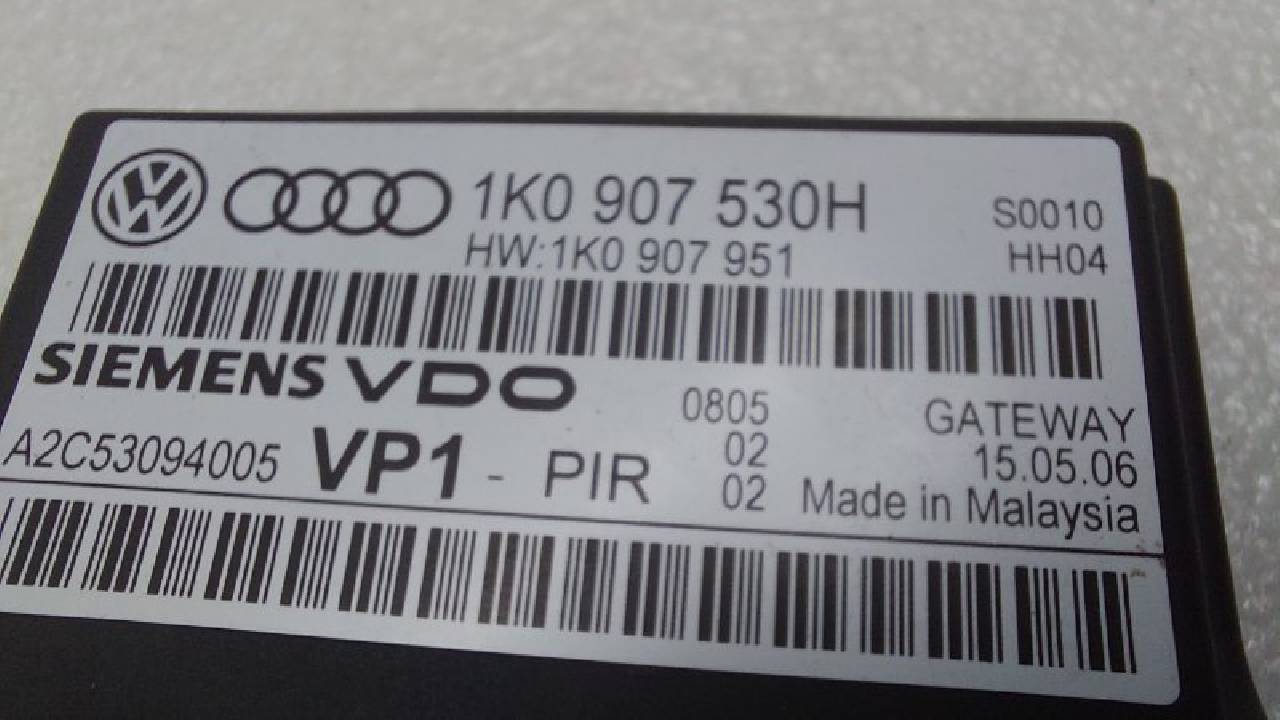 1K0 907 530H S0010
HW:1K0 907 951 HH04
SIEMENS VDO 0805 GATEWAY
A2C53094005 VP1 - PIR 02 15.05.06
02 Made in Malaysia